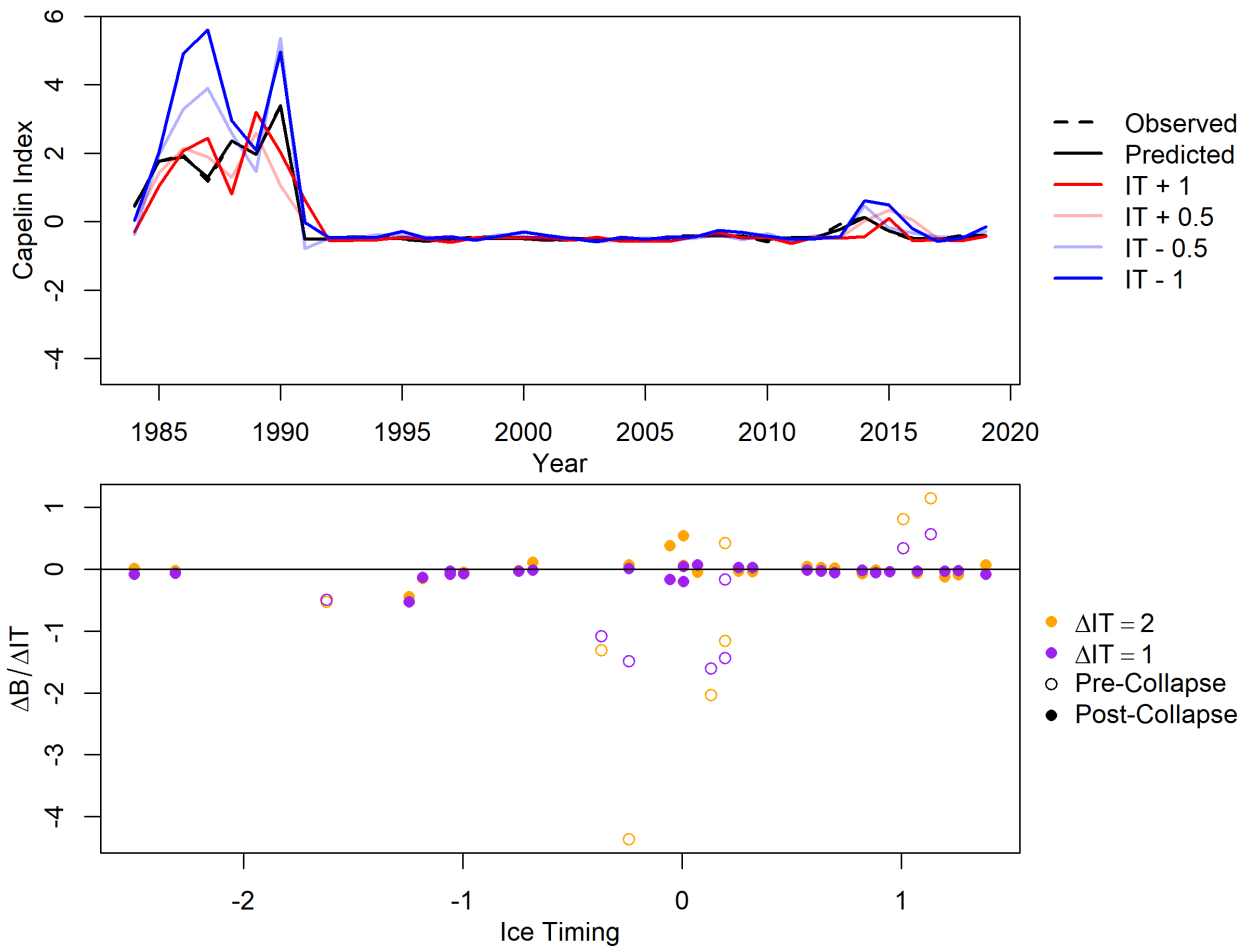 6
4
2
0
-2
-4
Capelin Index
1985
1990
1995
2000
2005
2010
2015
2020
Year
Observed
Predicted
IT + 1
IT + 0.5
IT - 0.5
IT - 1
1
0
-1
-2
-3
-4
ΔB/ΔIT
-2
-1
0
1
Ice Timing
ΔIT = 2
ΔIT = 1
Pre-Collapse
Post-Collapse